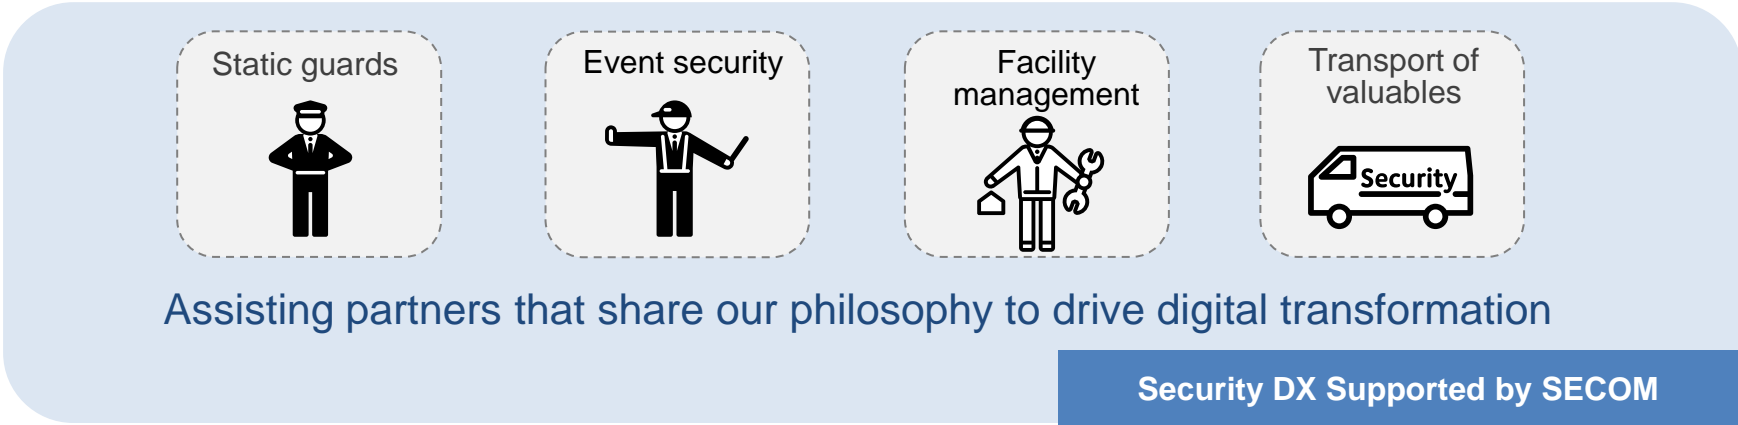 Static guards
Event security
Facility
management
Transport of
valuables
Security
Assisting partners that share our philosophy to drive digital transformation
Security DX Supported by SECOM